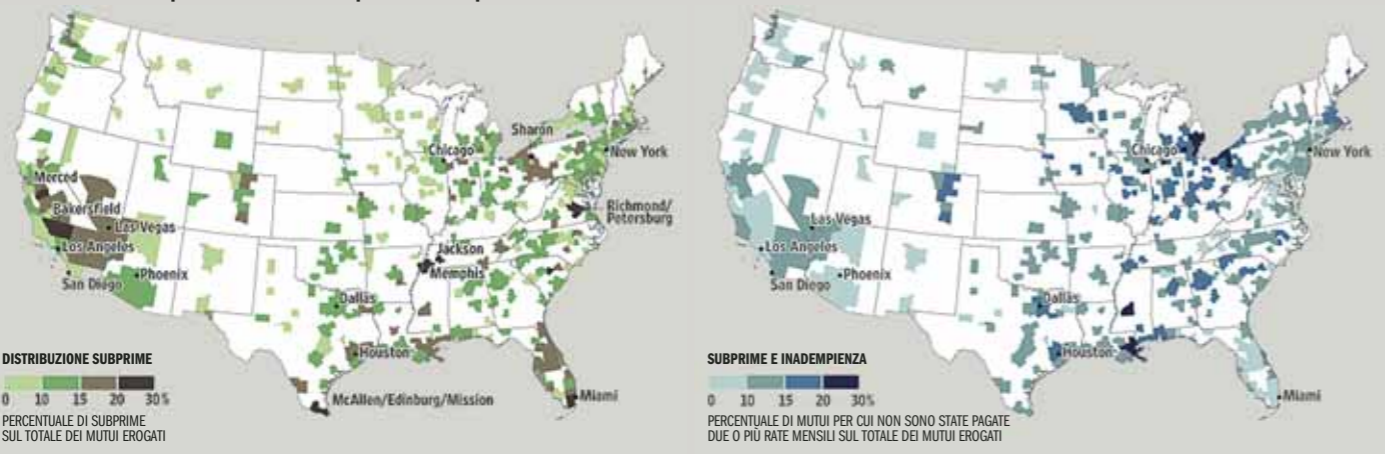 Sharon
Chicago
New York
Merced
Bakersfield
Las Vegas
Richmond/
Petersburg
Los Angeles
Jackson
Memphis
San Diego
Phoenix
Dallas
Houston
McAllen/Edinburg/Mission
Miami
DISTRIBUZIONE SUBPRIME
0 10 15 20 30%
PERCENTUALE DI SUBPRIME
SUL TOTALE DEI MUTUI EROGATI
Chicago
New York
Las Vegas
Los Angeles
San Diego
Phoenix
Dallas
Houston
Miami
SUBPRIME E INADEMPIENZA
0 10 15 20 30%
PERCENTUALE DI MUTUI PER CUI NON SONO STATE PAGATE
DUE O PIÙ RATE MENSILI SUL TOTALE DEI MUTUI EROGATI